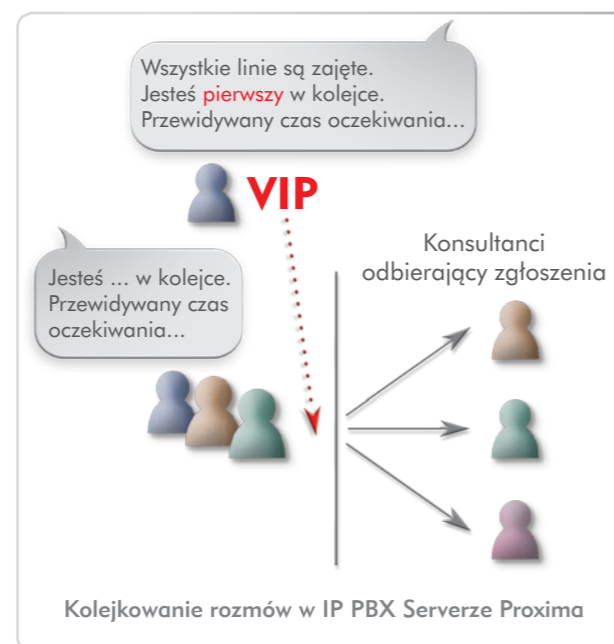 Wszystkie linie są zajęte.
Jesteś pierwszy w kolejce.
Przewidywany czas oczekiwania...
VIP
Jesteś ... w kolejce.
Przewidywany czas
oczekiwania...
Konsultanci
odbierający zgłoszenia
Kolejkowanie rozmów w IP PBX Serverze Proxima